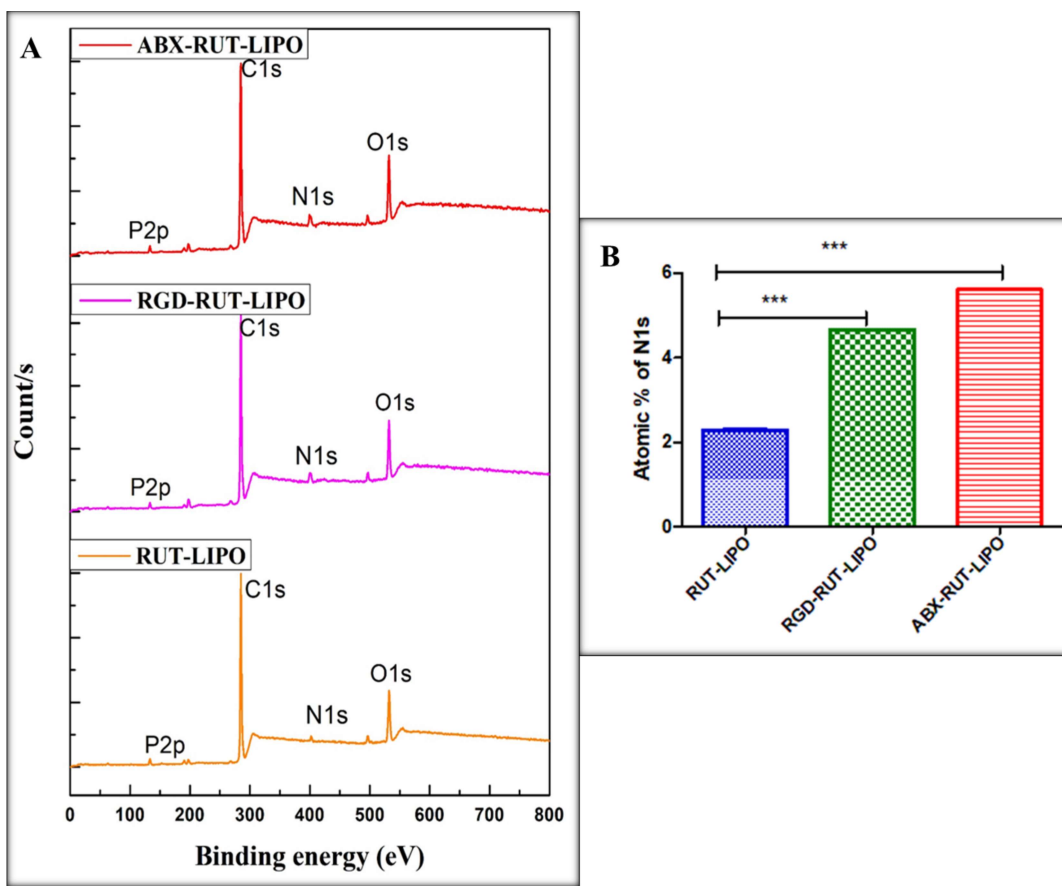 A
ABX-RUT-LIPO
C1s
O1s
N1s
P2p
RGD-RUT-LIPO
C1s
O1s
N1s
P2p
RUT-LIPO
C1s
O1s
N1s
P2p
Count/s
0 100 200 300 400 500 600 700 800
Binding energy (eV)
B
***
***
6
4
2
0
Atomic % of N1s
RUT-LIPO
RGD-RUT-LIPO
ABX-RUT-LIPO